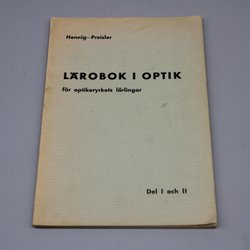 Hennig—Preisler
LÄROBOK I OPTIK
för optikeryrkets lärlingar
Del I och II